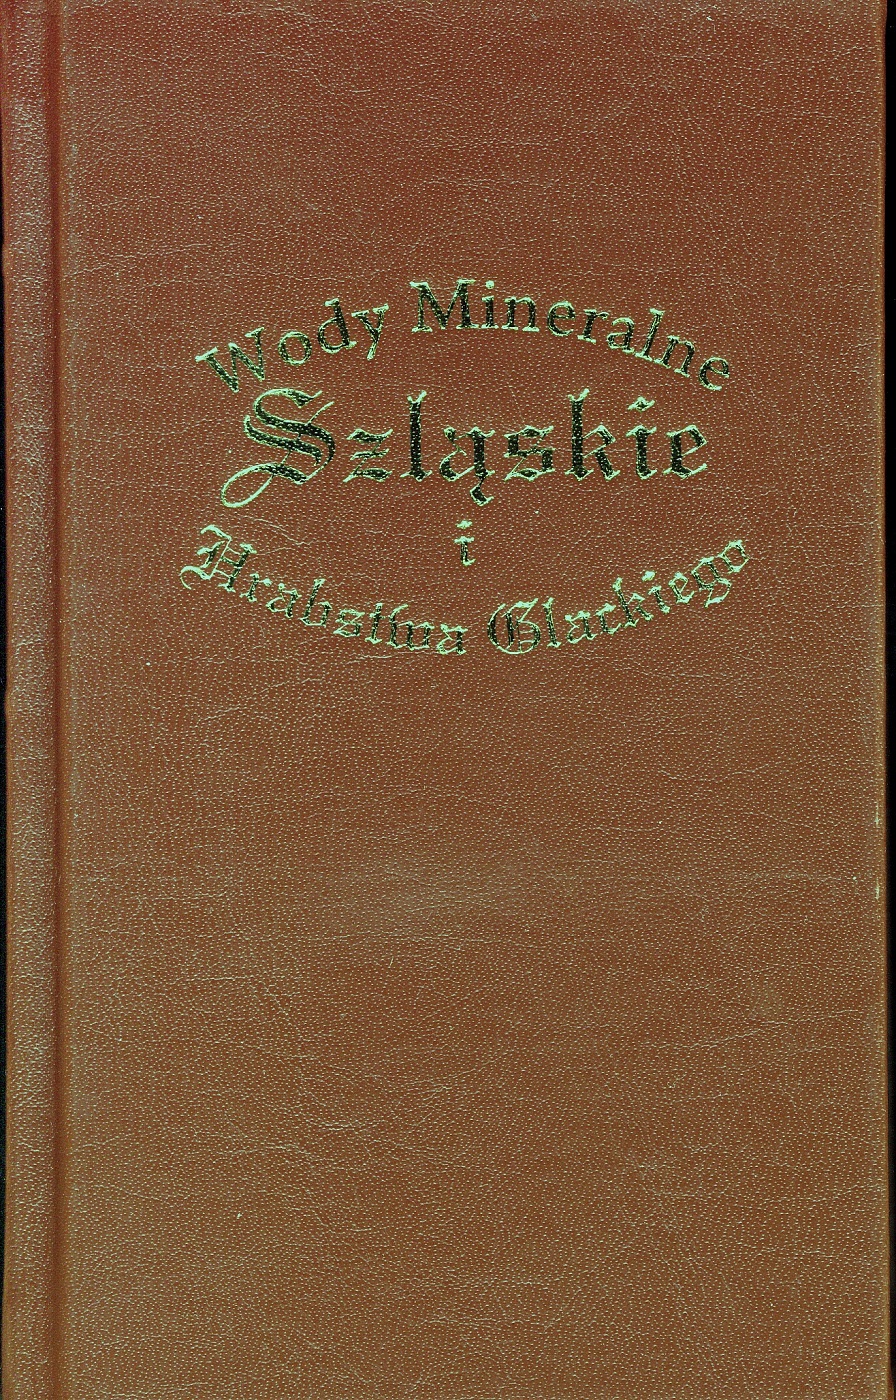 Wody Mineralne
Szląskie
i
Hrabstwa Glackiego